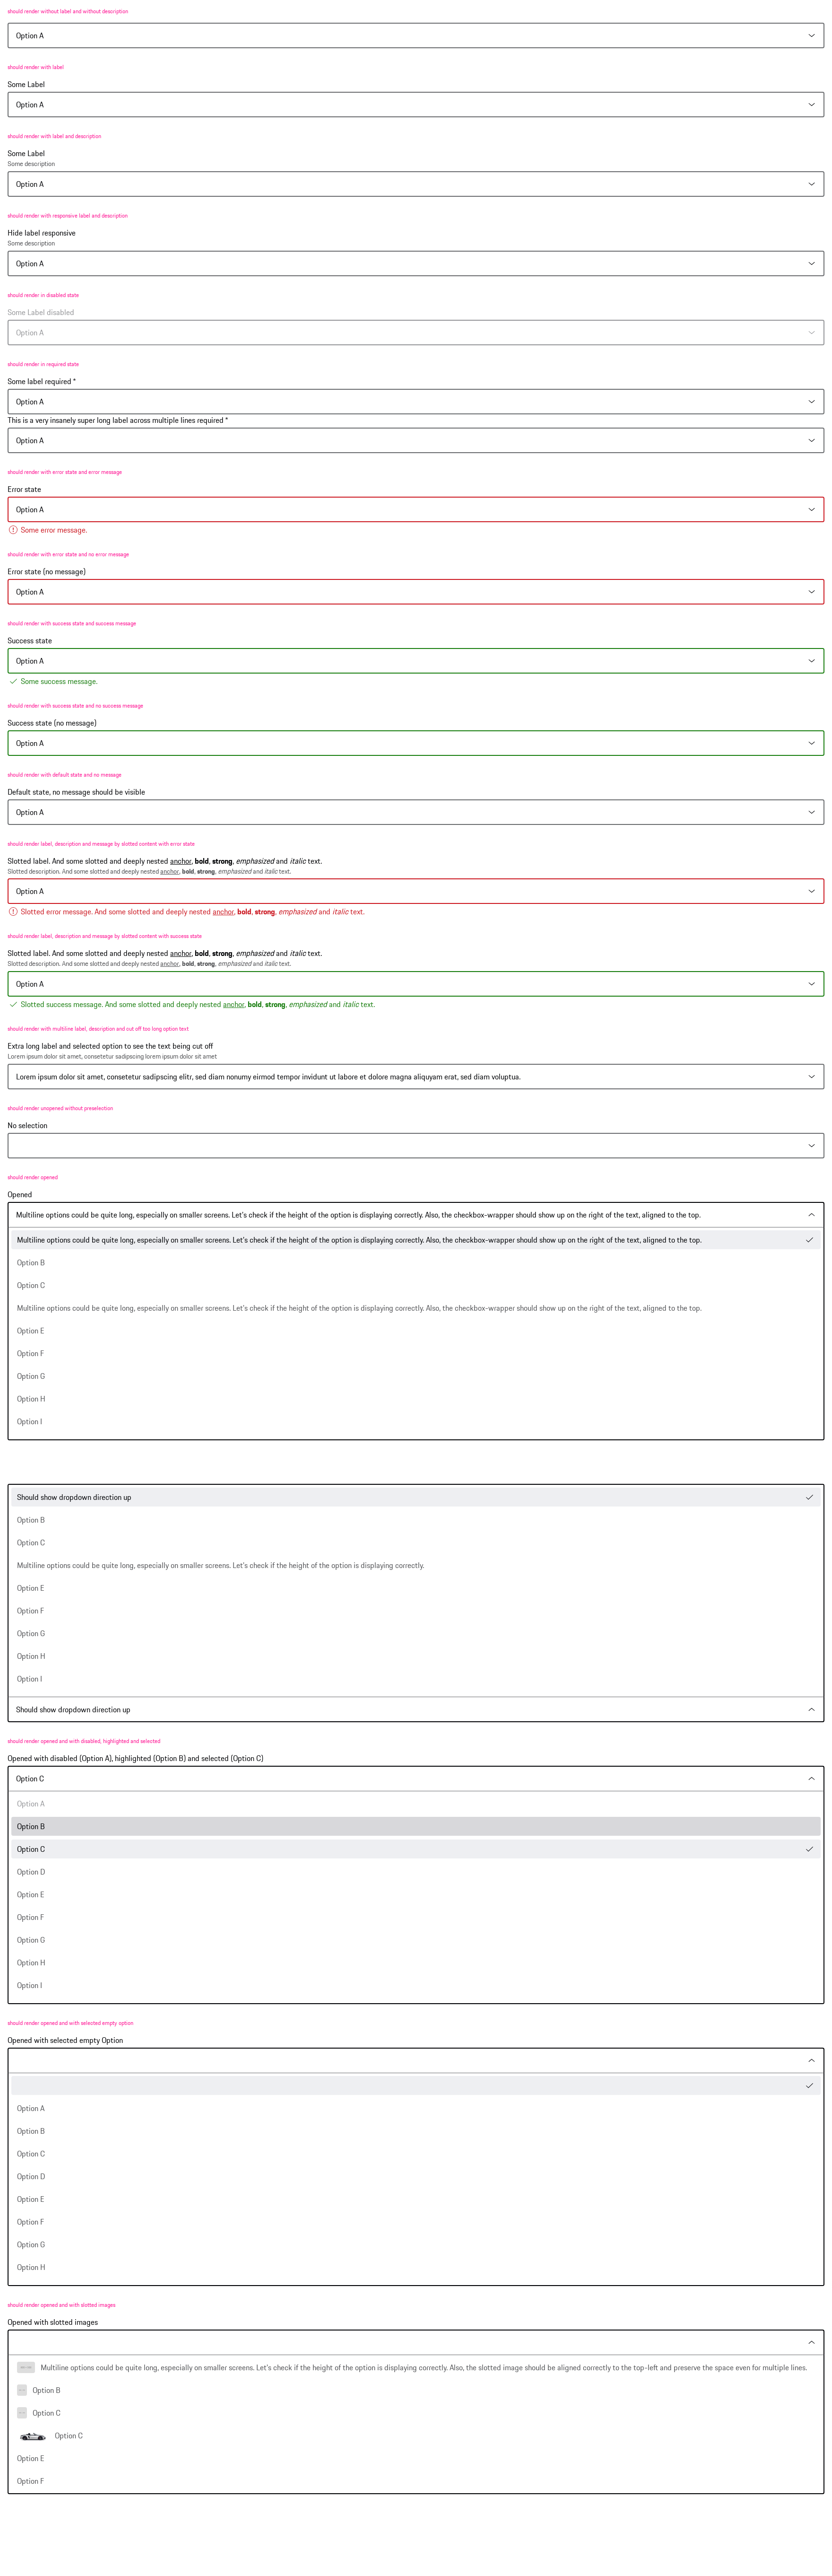 should render without label and without description
Option A
should render with label
Some Label
Option A
should render with label and description
Some Label
Some description
Option A
should render with responsive label and description
Hide label responsive
Some description
Option A
should render in disabled state
Some Label disabled
Option A
should render in required state
Some label required *
Option A
This is a very insanely super long label across multiple lines required *
Option A
should render with error state and error message
Error state
Option A
Some error message.
should render with error state and no error message
Error state (no message)
Option A
should render with success state and success message
Success state
Option A
Some success message.
should render with success state and no success message
Success state (no message)
Option A
should render with default state and no message
Default state, no message should be visible
Option A
should render label, description and message by slotted content with error state
Slotted label. And some slotted and deeply nested anchor, bold, strong, emphasized and italic text.
Slotted description. And some slotted and deeply nested anchor, bold, strong, emphasized and italic text.
Option A
Slotted error message. And some slotted and deeply nested anchor, bold, strong, emphasized and italic text.
should render label, description and message by slotted content with success state
Slotted label. And some slotted and deeply nested anchor, bold, strong, emphasized and italic text.
Slotted description. And some slotted and deeply nested anchor, bold, strong, emphasized and italic text.
Option A
Slotted success message. And some slotted and deeply nested anchor, bold, strong, emphasized and italic text.
should render with multiline label, description and cut off too long option text
Extra long label and selected option to see the text being cut off
Lorem ipsum dolor sit amet, consetetur sadipscing lorem ipsum dolor sit amet
Lorem ipsum dolor sit amet, consetetur sadipscing elitr, sed diam nonumy eirmod tempor invidunt ut labore et dolore magna aliquyam erat, sed diam voluptua.
should render unopened without preselection
No selection
should render opened
Opened
Multiline options could be quite long, especially on smaller screens. Let's check if the height of the option is displaying correctly. Also, the checkbox-wrapper should show up on the right of the text, aligned to the top.
Multiline options could be quite long, especially on smaller screens. Let's check if the height of the option is displaying correctly. Also, the checkbox-wrapper should show up on the right of the text, aligned to the top.
Option B
Option C
Multiline options could be quite long, especially on smaller screens. Let's check if the height of the option is displaying correctly. Also, the checkbox-wrapper should show up on the right of the text, aligned to the top.
Option E
Option F
Option G
Option H
Option I
Should show dropdown direction up
Option B
Option C
Multiline options could be quite long, especially on smaller screens. Let's check if the height of the option is displaying correctly.
Option E
Option F
Option G
Option H
Option I
Should show dropdown direction up
should render opened and with disabled, highlighted and selected
Opened with disabled (Option A), highlighted (Option B) and selected (Option C)
Option C
Option A
Option B
Option C
Option D
Option E
Option F
Option G
Option H
Option I
should render opened and with selected empty option
Opened with selected empty Option
Option A
Option B
Option C
Option D
Option E
Option F
Option G
Option H
should render opened and with slotted images
Opened with slotted images
Multiline options could be quite long, especially on smaller screens. Let's check if the height of the option is displaying correctly. Also, the slotted image should be aligned correctly to the top-left and preserve the space even for multiple lines.
Option B
Option C
Option C
Option E
Option F